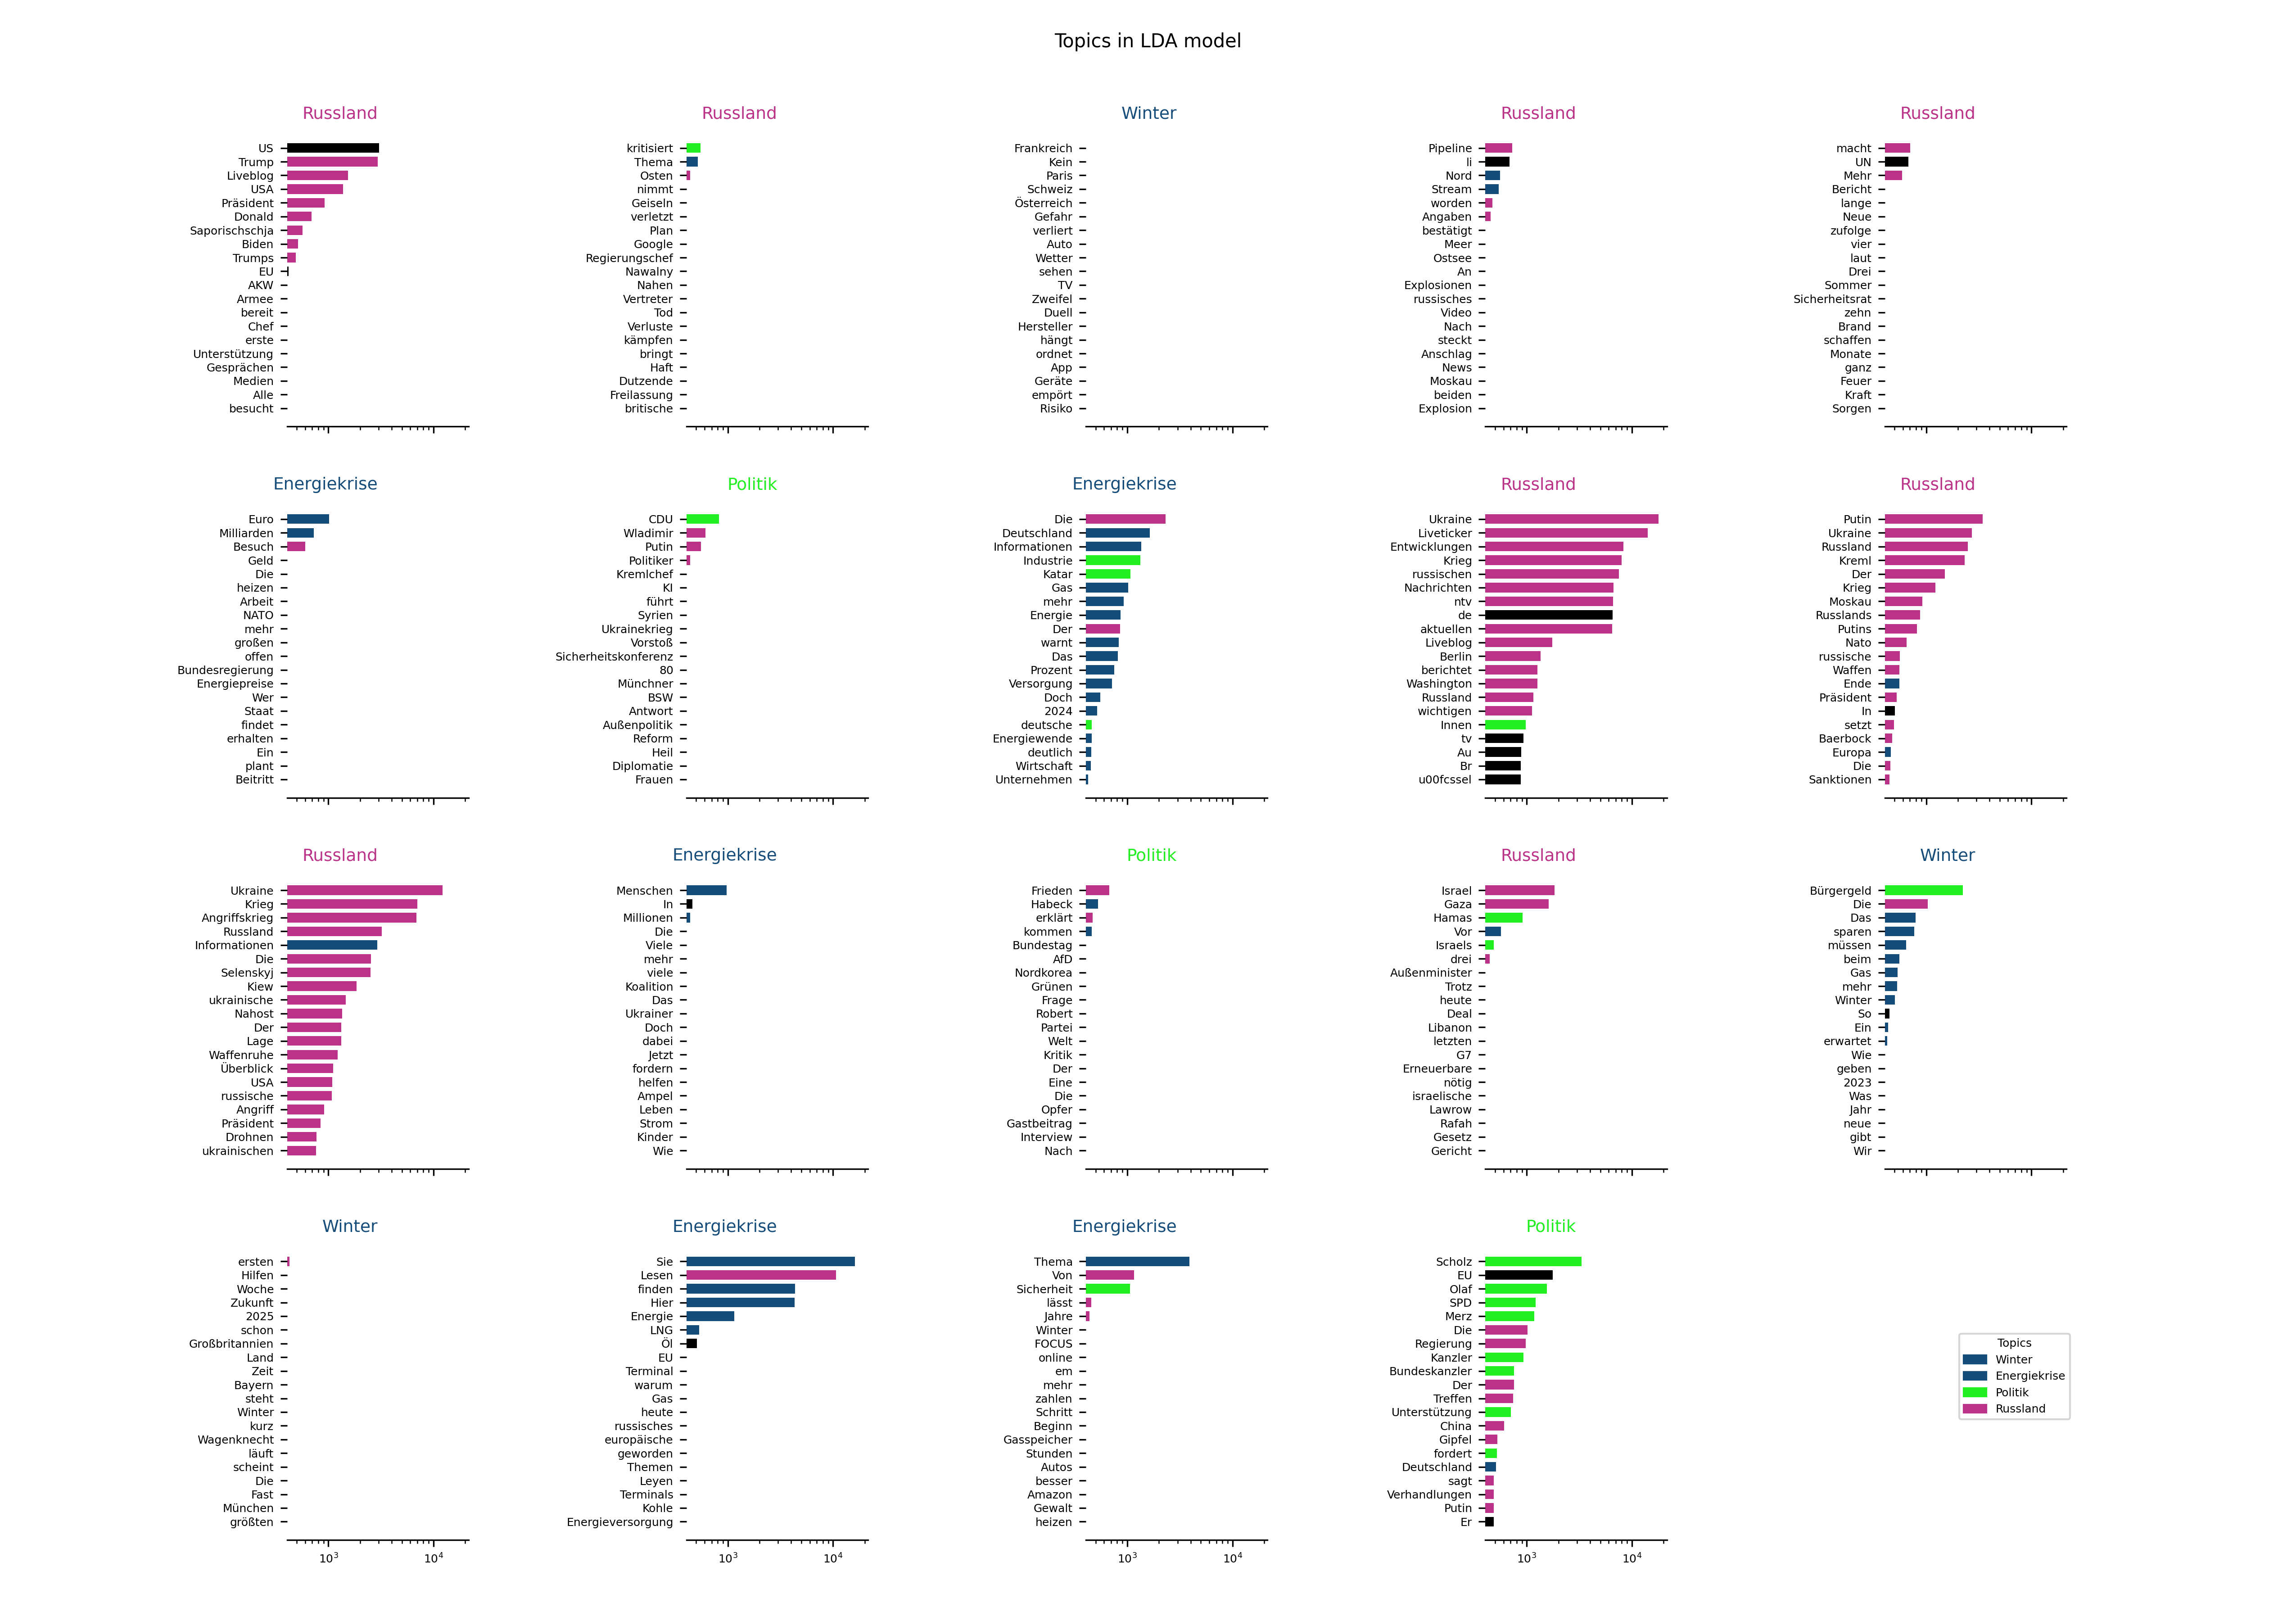 Topics in LDA model
Russland
US
Trump
Liveblog
USA
Präsident
Donald
Saporischschja
Biden
Trumps
EU
AKW
Armee
bereit
Chef
erste
Unterstützung
Gesprächen
Medien
Alle
besucht
Russland
kritisiert
Thema
Osten
nimmt
Geiseln
verletzt
Plan
Google
Regierungschef
Nawalny
Nahen
Vertreter
Tod
Verluste
kämpfen
bringt
Haft
Dutzende
Freilassung
britische
Winter
Frankreich
Kein
Paris
Schweiz
Österreich
Gefahr
verliert
Auto
Wetter
sehen
TV
Zweifel
Duell
Hersteller
hängt
ordnet
App
Geräte
empört
Risiko
Russland
Pipeline
li
Nord
Stream
worden
Angaben
bestätigt
Meer
Ostsee
An
Explosionen
russisches
Video
Nach
steckt
Anschlag
News
Moskau
beiden
Explosion
Russland
macht
UN
Mehr
Bericht
lange
Neue
zufolge
vier
laut
Drei
Sommer
Sicherheitsrat
zehn
Brand
schaffen
Monate
ganz
Feuer
Kraft
Sorgen
Energiekrise
Euro
Milliarden
Besuch
Geld
Die
heizen
Arbeit
NATO
mehr
großen
offen
Bundesregierung
Energiepreise
Wer
Staat
findet
erhalten
Ein
plant
Beitritt
Politik
CDU
Wladimir
Putin
Politiker
Kremlchef
KI
führt
Syrien
Ukrainekrieg
Vorstoß
Sicherheitskonferenz
80
Münchner
BSW
Antwort
Außenpolitik
Reform
Heil
Diplomatie
Frauen
Energiekrise
Die
Deutschland
Informationen
Industrie
Katar
Gas
mehr
Energie
Der
warnt
Das
Prozent
Versorgung
Doch
2024
deutsche
Energiewende
deutlich
Wirtschaft
Unternehmen
Russland
Ukraine
Liveticker
Entwicklungen
Krieg
russischen
Nachrichten
ntv
de
aktuellen
Liveblog
Berlin
berichtet
Washington
Russland
wichtigen
Innen
tv
Au
Br
u00fcssel
Russland
Putin
Ukraine
Russland
Kreml
Der
Krieg
Moskau
Russlands
Putins
Nato
russische
Waffen
Ende
Präsident
In
setzt
Baerbock
Europa
Die
Sanktionen
Russland
Ukraine
Krieg
Angriffskrieg
Russland
Informationen
Die
Selenskyj
Kiew
ukrainische
Nahost
Der
Lage
Waffenruhe
Überblick
USA
russische
Angriff
Präsident
Drohnen
ukrainischen
Energiekrise
Menschen
In
Millionen
Die
Viele
mehr
viele
Koalition
Das
Ukrainer
Doch
dabei
Jetzt
fordern
helfen
Ampel
Leben
Strom
Kinder
Wie
Politik
Frieden
Habeck
erklärt
kommen
Bundestag
AfD
Nordkorea
Grünen
Frage
Robert
Partei
Welt
Kritik
Der
Eine
Die
Opfer
Gastbeitrag
Interview
Nach
Russland
Israel
Gaza
Hamas
Vor
Israels
drei
Außenminister
Trotz
heute
Deal
Libanon
letzten
G7
Erneuerbare
nötig
israelische
Lawrow
Rafah
Gesetz
Gericht
Winter
Bürgergeld
Die
Das
sparen
müssen
beim
Gas
mehr
Winter
So
Ein
erwartet
Wie
geben
2023
Was
Jahr
neue
gibt
Wir
Winter
ersten
Hilfen
Woche
Zukunft
2025
schon
Großbritannien
Land
Zeit
Bayern
steht
Winter
kurz
Wagenknecht
läuft
scheint
Die
Fast
München
größten
10³ 10⁴
Energiekrise
Sie
Lesen
finden
Hier
Energie
LNG
Öl
EU
Terminal
warum
Gas
heute
russisches
europäische
geworden
Themen
Leyen
Terminals
Kohle
Energieversorgung
10³ 10⁴
Energiekrise
Thema
Von
Sicherheit
lässt
Jahre
Winter
FOCUS
online
em
mehr
zahlen
Schritt
Beginn
Gasspeicher
Stunden
Autos
besser
Amazon
Gewalt
heizen
10³ 10⁴
Politik
Scholz
EU
Olaf
SPD
Merz
Die
Regierung
Kanzler
Bundeskanzler
Der
Treffen
Unterstützung
China
Gipfel
fordert
Deutschland
sagt
Verhandlungen
Putin
Er
10³ 10⁴
Topics
Winter
Energiekrise
Politik
Russland